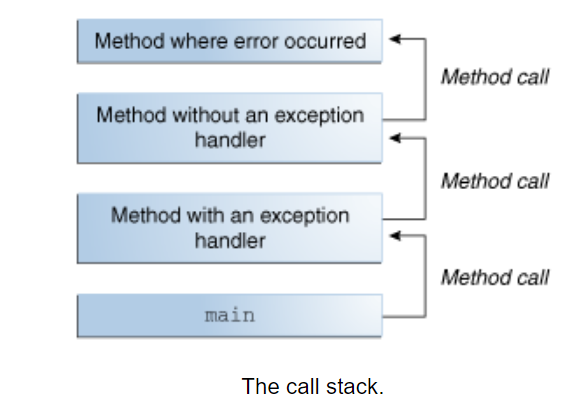 Method where error occurred
Method call
Method without an exception
handler
Method call
Method with an exception
handler
Method call
main
The call stack.